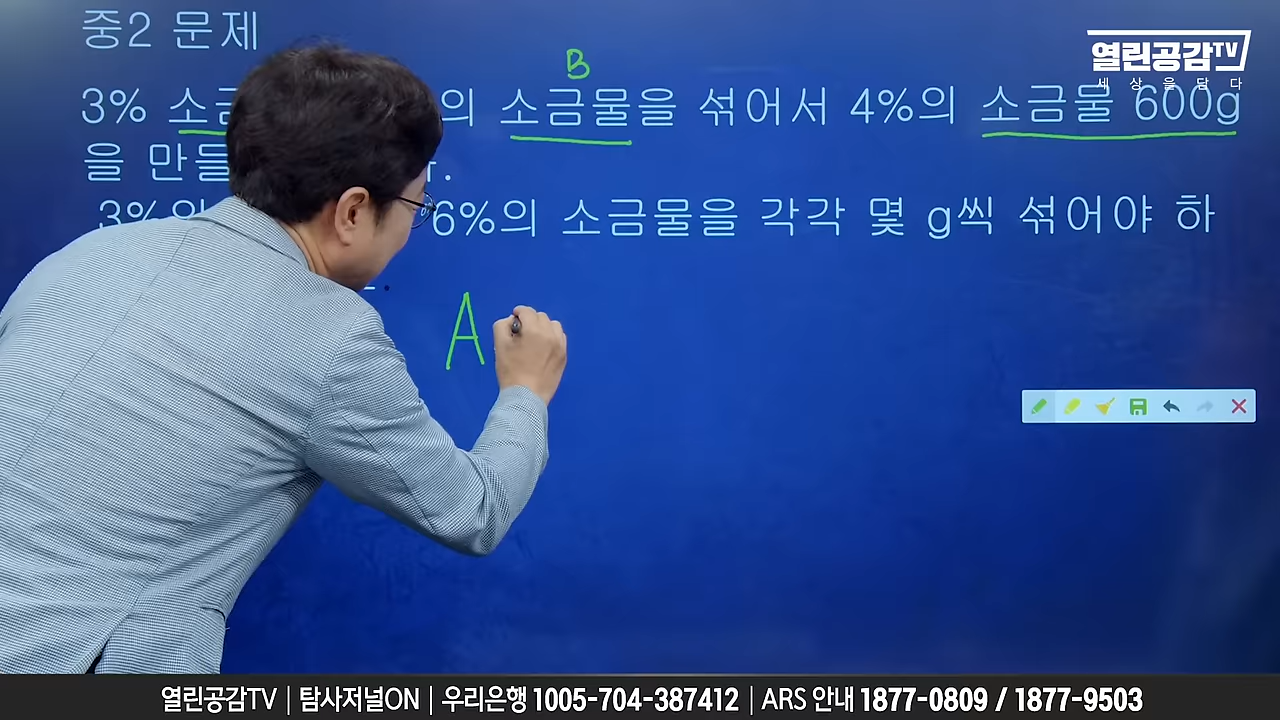 중2 문제
B
3% 의 소금물을 섞어서 4%의 소금물 600g
을 만들
3% 6%의 소금물을 각각 몇 g씩 섞어야 하
A
열린공감TV
세상을담다
열린공감TV | 탐사저널ON | 우리은행 1005-704-387412 | ARS 안내 1877-0809 / 1877-9503